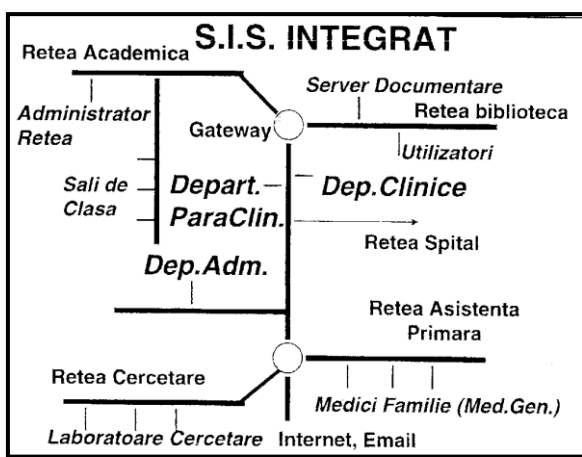 S.I.S. INTEGRAT
Retea Academica
Server Documentare
Administrator
Retea
Gateway
Retea biblioteca
Utilizatori
Sali de
Clasa
Depart.
ParaClin.
Dep.Clinice
Retea Spital
Dep.Adm.
Retea Asistenta
Primara
Retea Cercetare
Medici Familie (Med.Gen.)
Laboratoare Cercetare
Internet, Email